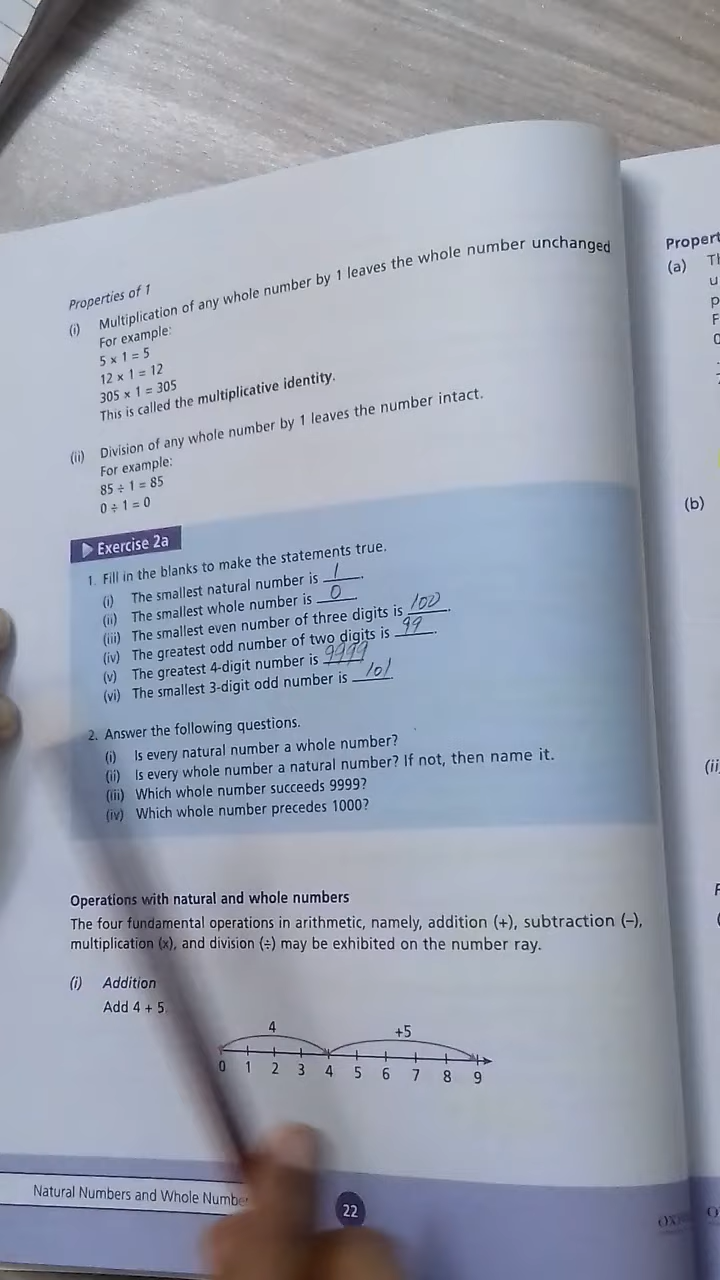 Properties of 1
(i) Multiplication of any whole number by 1 leaves the whole number unchanged
For example:
5 x 1 = 5
12 x 1 = 12
305 x 1 = 305
This is called the multiplicative identity.
(ii) Division of any whole number by 1 leaves the number intact.
For example:
85 ÷ 1 = 85
0 ÷ 1 = 0
Exercise 2a
1. Fill in the blanks to make the statements true.
(i) The smallest natural number is 1.
(ii) The smallest whole number is 0.
(iii) The smallest even number of three digits is 100.
(iv) The greatest odd number of two digits is 99.
(v) The greatest 4-digit number is 9999
(vi) The smallest 3-digit odd number is 101.
2. Answer the following questions.
(i) Is every natural number a whole number?
(ii) Is every whole number a natural number? If not, then name it.
(iii) Which whole number succeeds 9999?
(iv) Which whole number precedes 1000?
Operations with natural and whole numbers
The four fundamental operations in arithmetic, namely, addition (+), subtraction (–),
multiplication (x), and division (÷) may be exhibited on the number ray.
(i) Addition
Add 4 + 5.
4 +5
0 1 2 3 4 5 6 7 8 9
Natural Numbers and Whole Numbe
22
Propert
(a)
(b)
(ii